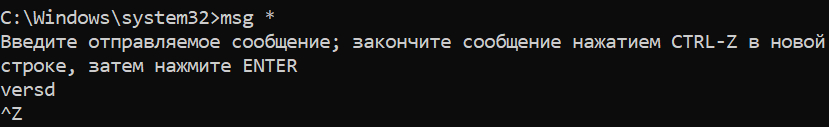 C:\Windows\system32>msg *
Введите отправляемое сообщение; закончите сообщение нажатием CTRL-Z в новой
строке, затем нажмите ENTER
versd
^Z